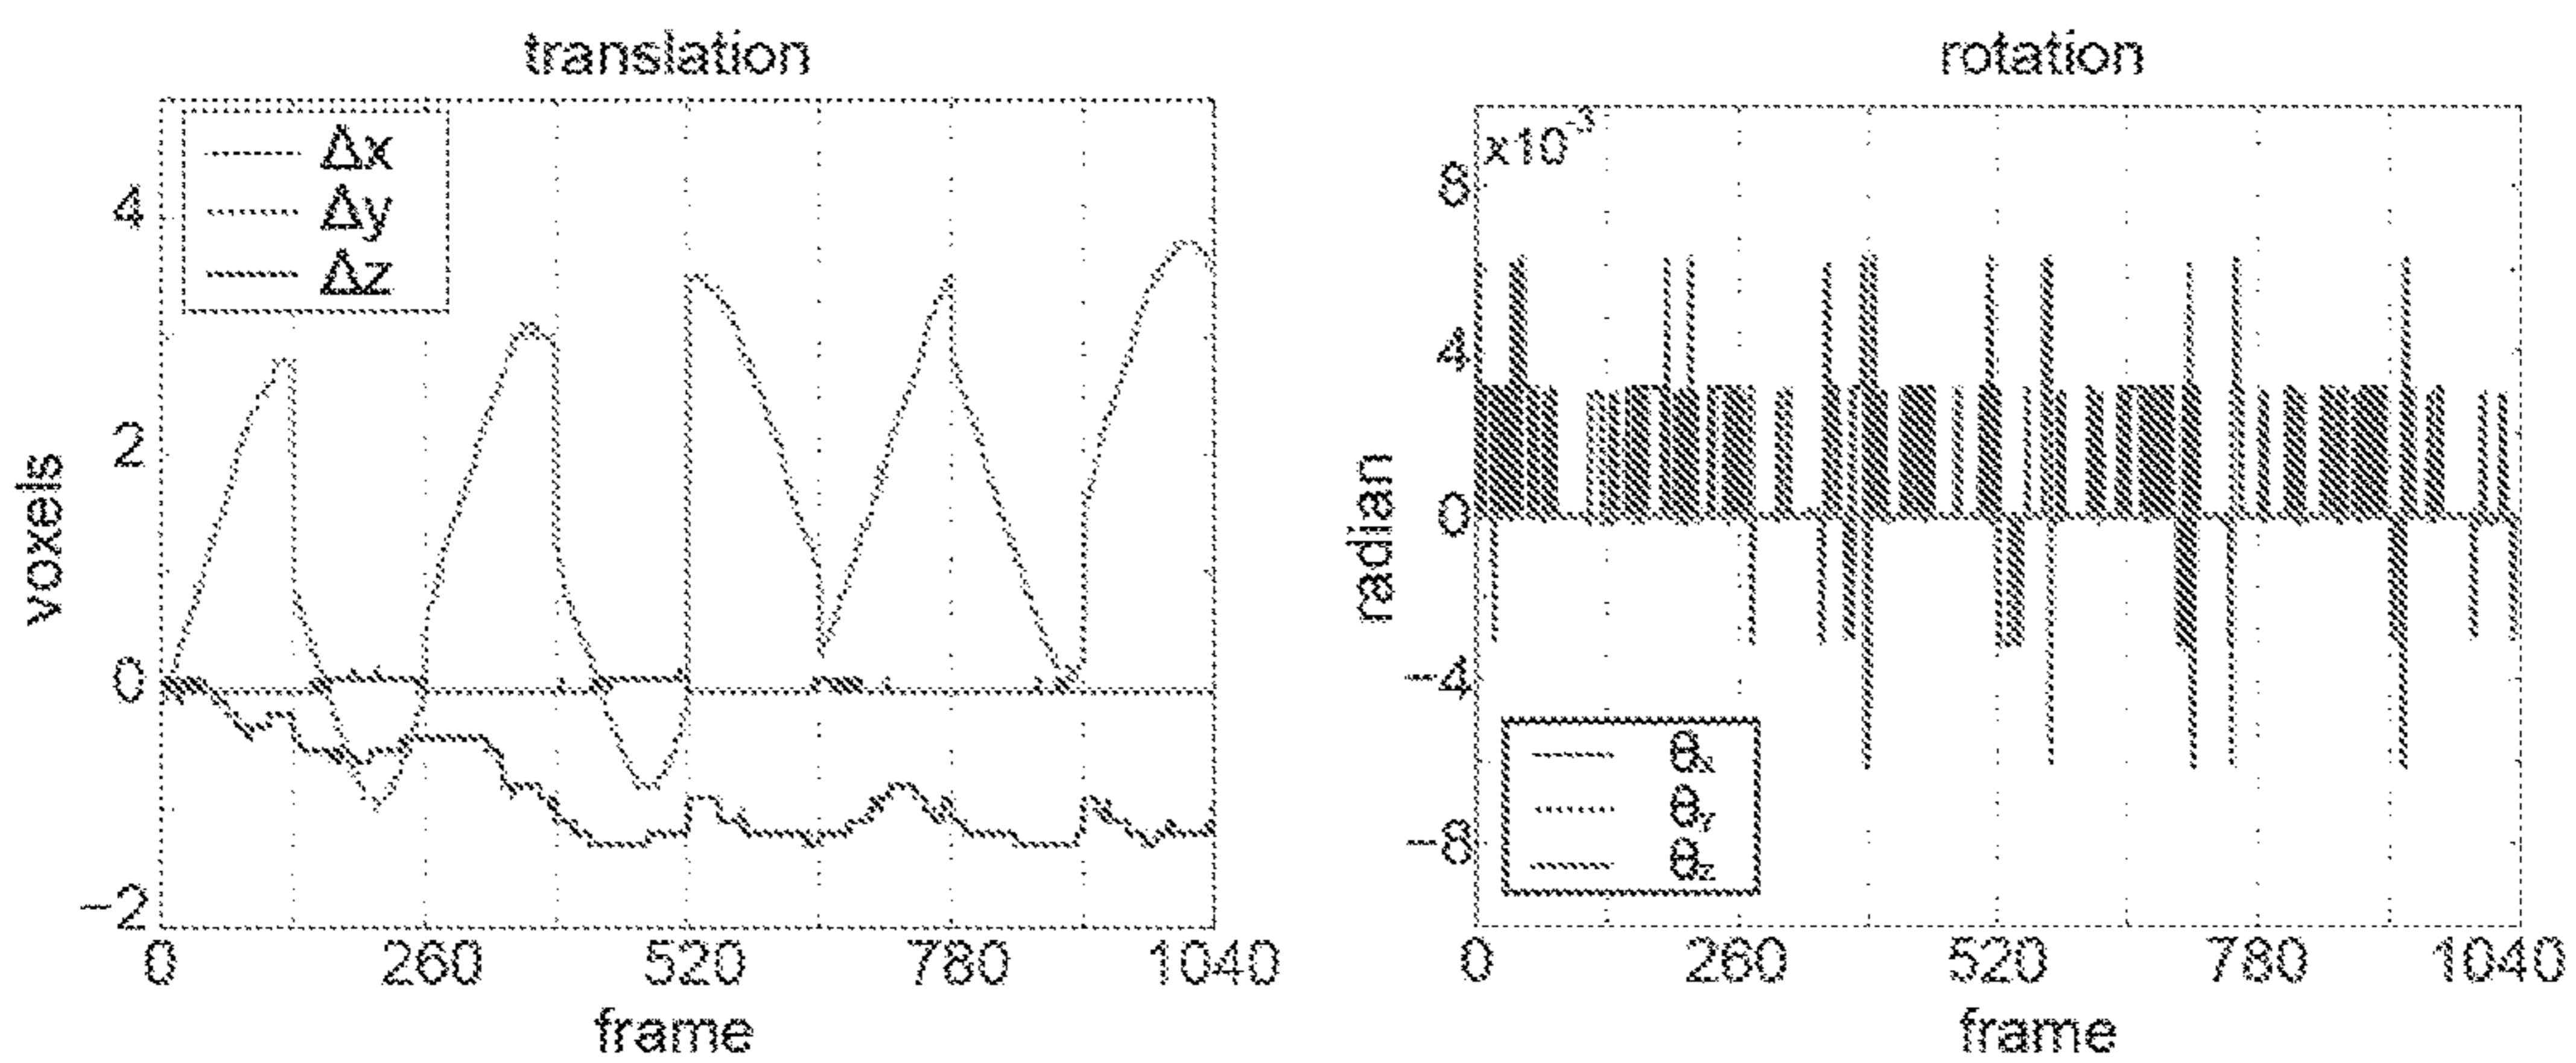 translation
Δx
Δy
Δz
4
2
0
−2
voxels
0 260 520 780 1040
frame
rotation
x10⁻³
8
4
0
−4
−8
radian
θx
θy
θz
0 260 520 780 1040
frame